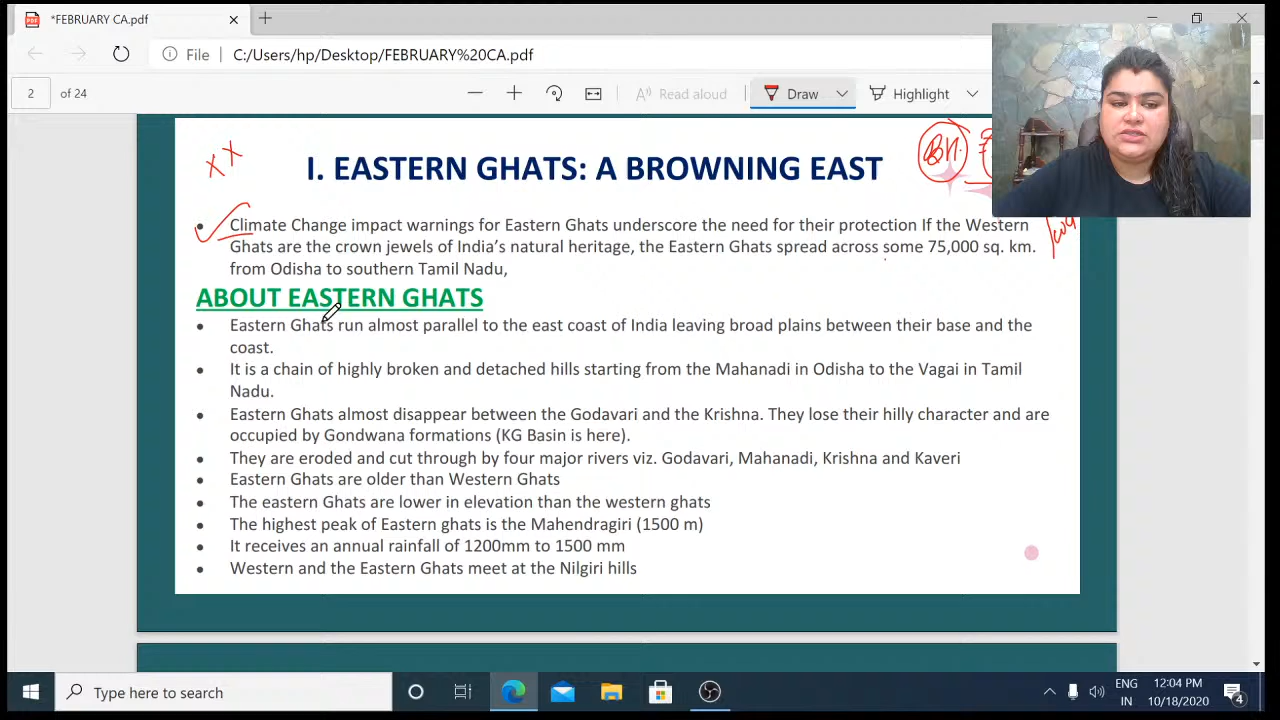 *FEBRUARY CA.pdf
File C:/Users/hp/Desktop/FEBRUARY%20CA.pdf
2 of 24 Read aloud Draw Highlight
I. EASTERN GHATS: A BROWNING EAST
Climate Change impact warnings for Eastern Ghats underscore the need for their protection If the Western
Ghats are the crown jewels of India's natural heritage, the Eastern Ghats spread across some 75,000 sq. km.
from Odisha to southern Tamil Nadu,
ABOUT EASTERN GHATS
Eastern Ghats run almost parallel to the east coast of India leaving broad plains between their base and the
coast.
It is a chain of highly broken and detached hills starting from the Mahanadi in Odisha to the Vagai in Tamil
Nadu.
Eastern Ghats almost disappear between the Godavari and the Krishna. They lose their hilly character and are
occupied by Gondwana formations (KG Basin is here).
They are eroded and cut through by four major rivers viz. Godavari, Mahanadi, Krishna and Kaveri
Eastern Ghats are older than Western Ghats
The eastern Ghats are lower in elevation than the western ghats
The highest peak of Eastern ghats is the Mahendragiri (1500 m)
It receives an annual rainfall of 1200mm to 1500 mm
Western and the Eastern Ghats meet at the Nilgiri hills
Type here to search
ENG 12:04 PM
IN 10/18/2020 4